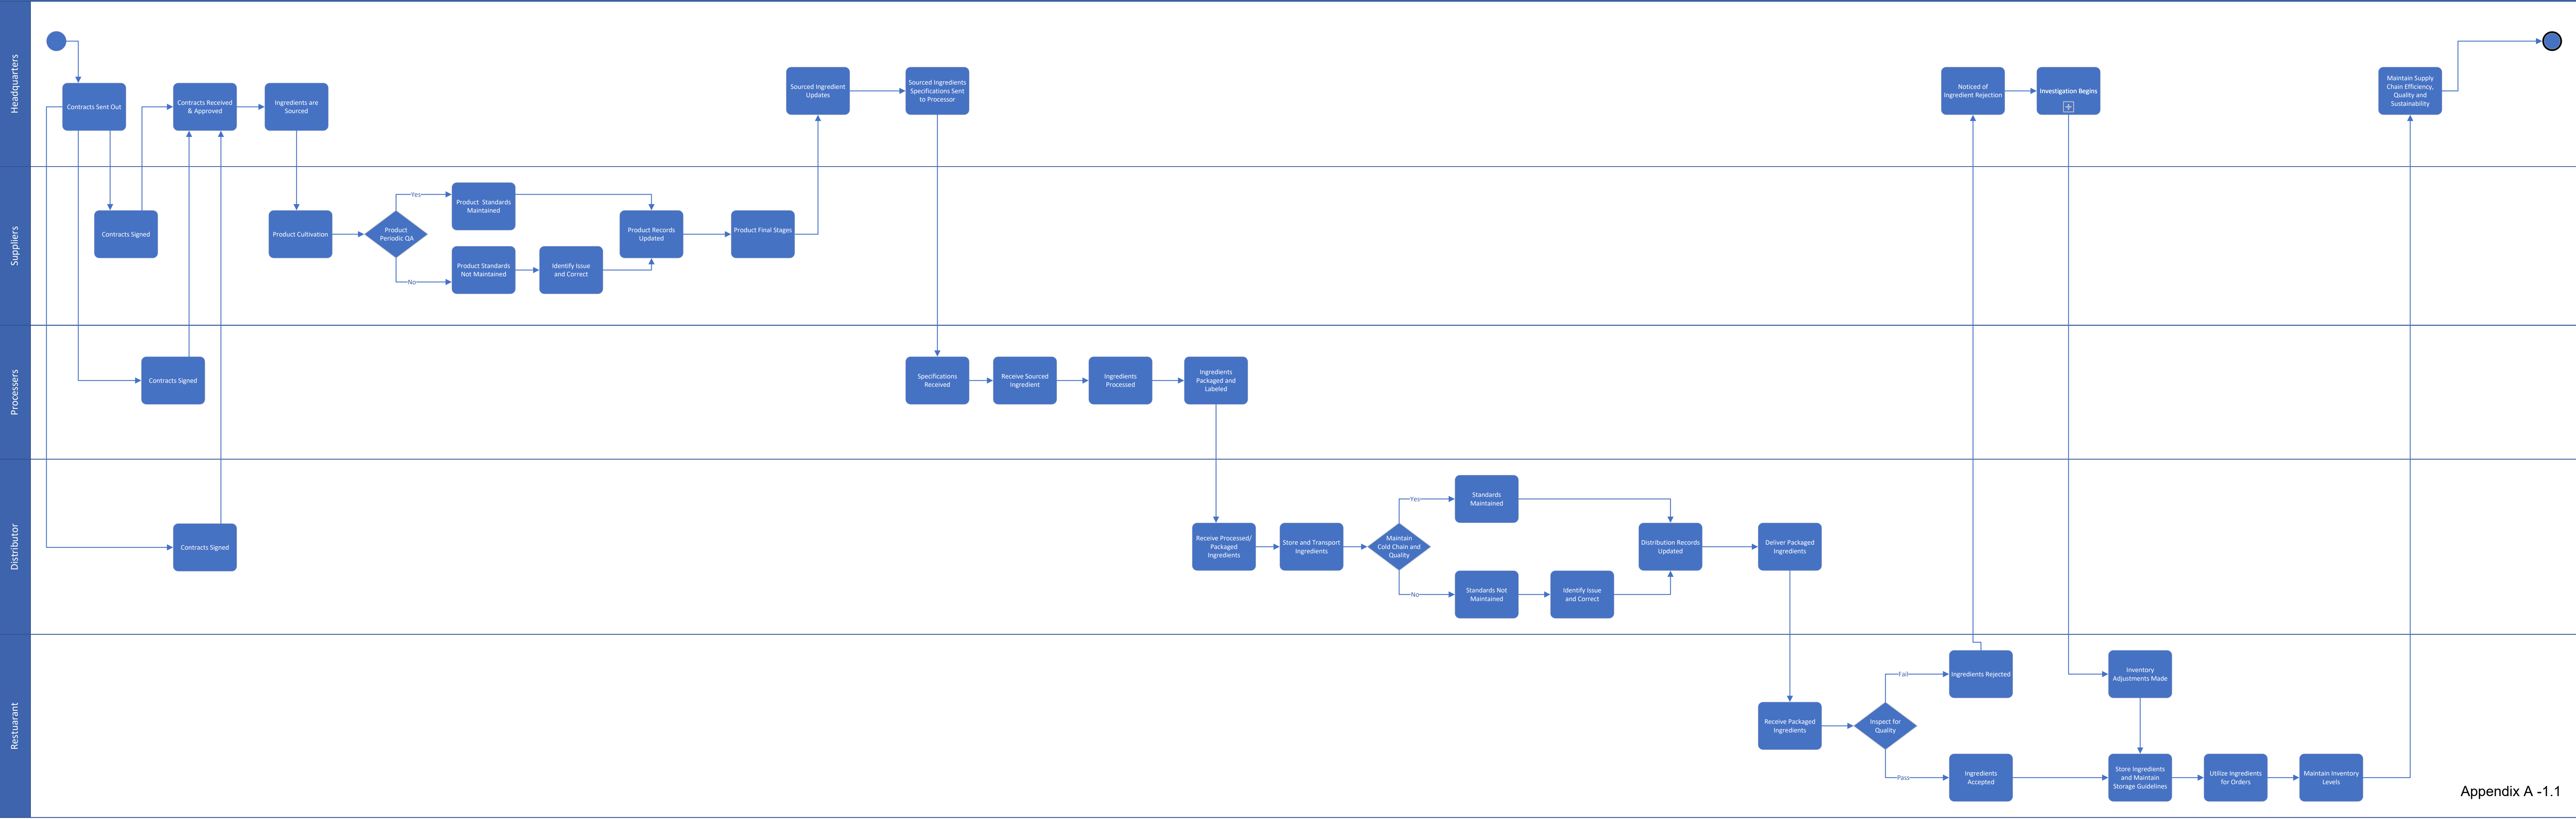 Headquarters
Contracts Sent Out
Contracts Received
& Approved
Ingredients are
Sourced
Sourced Ingredient
Updates
Sourced Ingredients
Specifications Sent
to Processor
Noticed of
Ingredient Rejection
Investigation Begins
Maintain Supply
Chain Efficiency,
Quality and
Sustainability
Suppliers
Contracts Signed
Product Cultivation
Product
Periodic QA
Yes
Product Standards
Maintained
No
Product Standards
Not Maintained
Identify Issue
and Correct
Product Records
Updated
Product Final Stages
Processers
Contracts Signed
Specifications
Received
Receive Sourced
Ingredient
Ingredients
Processed
Ingredients
Packaged and
Labeled
Distributor
Contracts Signed
Receive Processed/
Packaged
Ingredients
Store and Transport
Ingredients
Maintain
Cold Chain and
Quality
Yes
Standards
Maintained
No
Standards Not
Maintained
Identify Issue
and Correct
Distribution Records
Updated
Deliver Packaged
Ingredients
Restuarant
Receive Packaged
Ingredients
Inspect for
Quality
Fail
Ingredients Rejected
Pass
Ingredients
Accepted
Inventory
Adjustments Made
Store Ingredients
and Maintain
Storage Guidelines
Utilize Ingredients
for Orders
Maintain Inventory
Levels
Appendix A -1.1